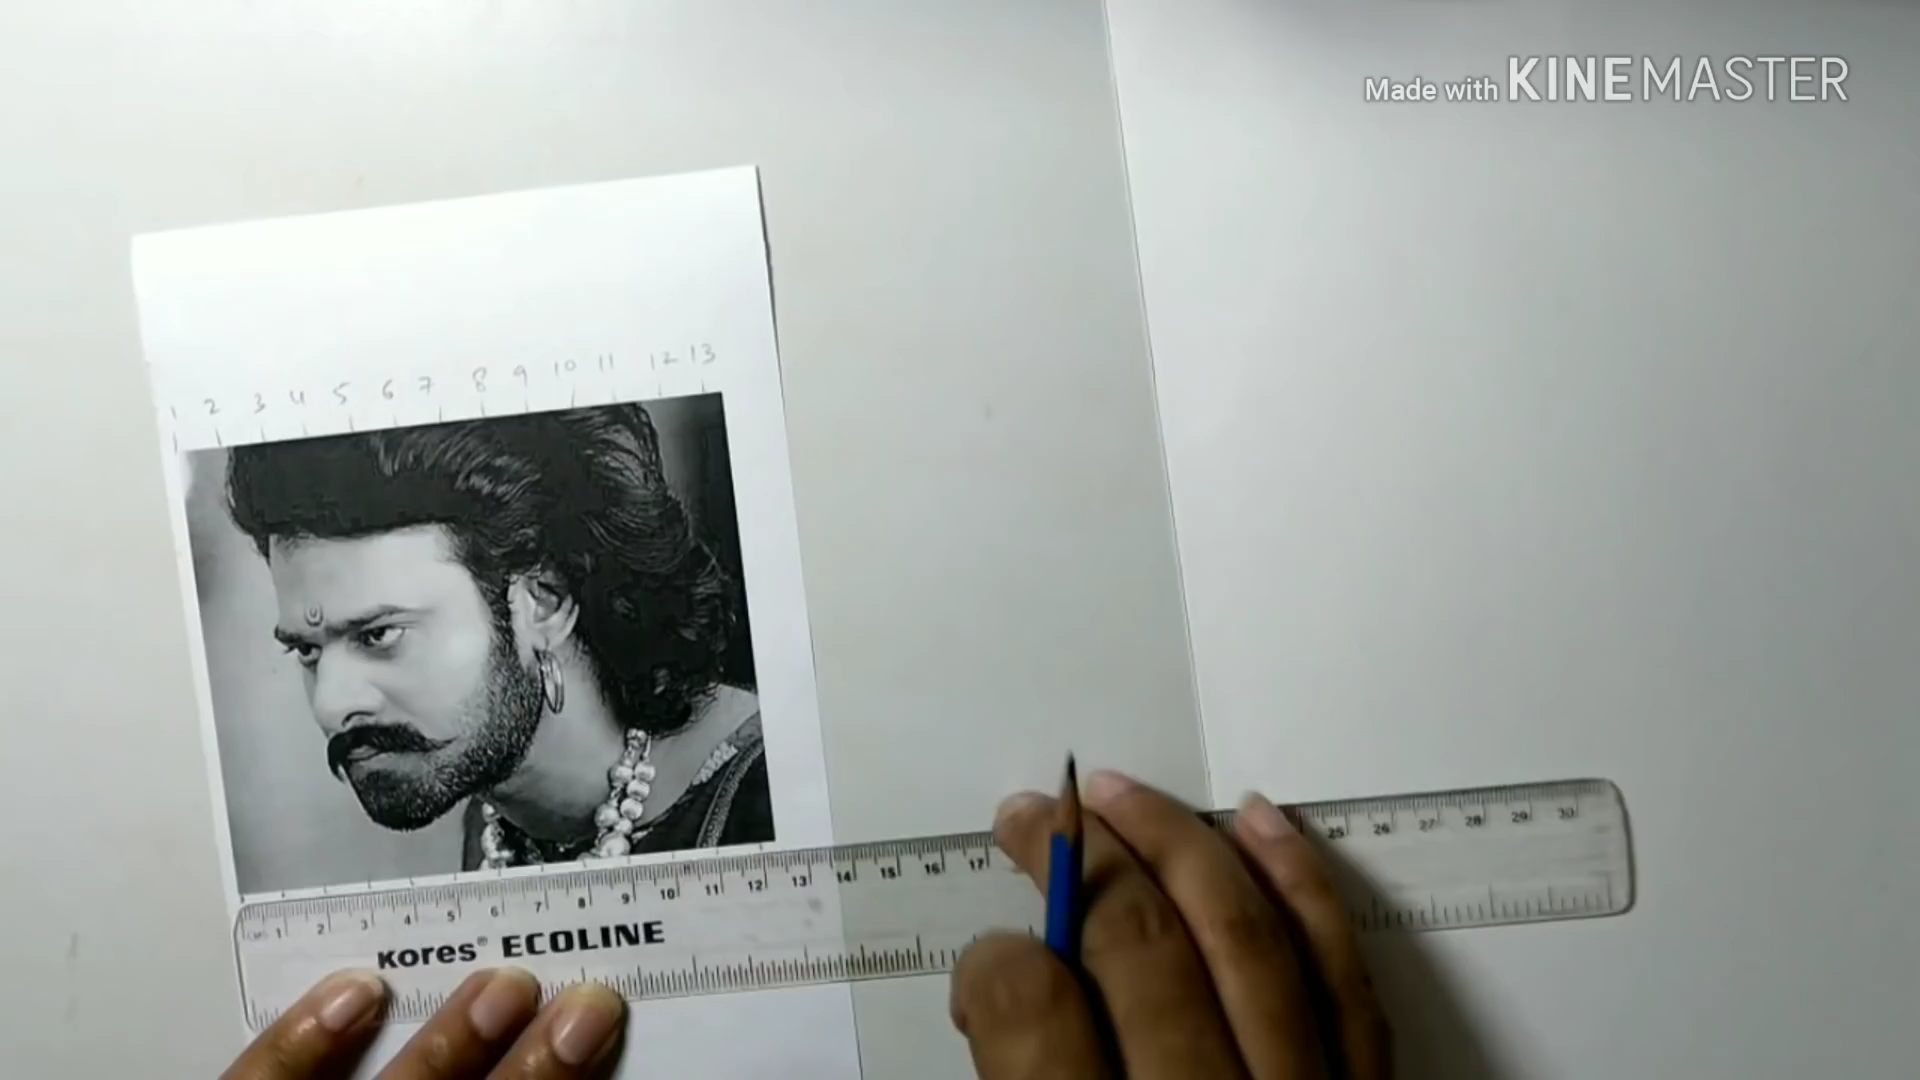 Made with KINEMASTER
1 2 3 4 5 6 7 8 9 10 11 12 13
1 2 3 4 5 6 7 8 9 10 11 12 13 14 15 16 17 25 26 27 28 29 30
Kores® ECOLINE